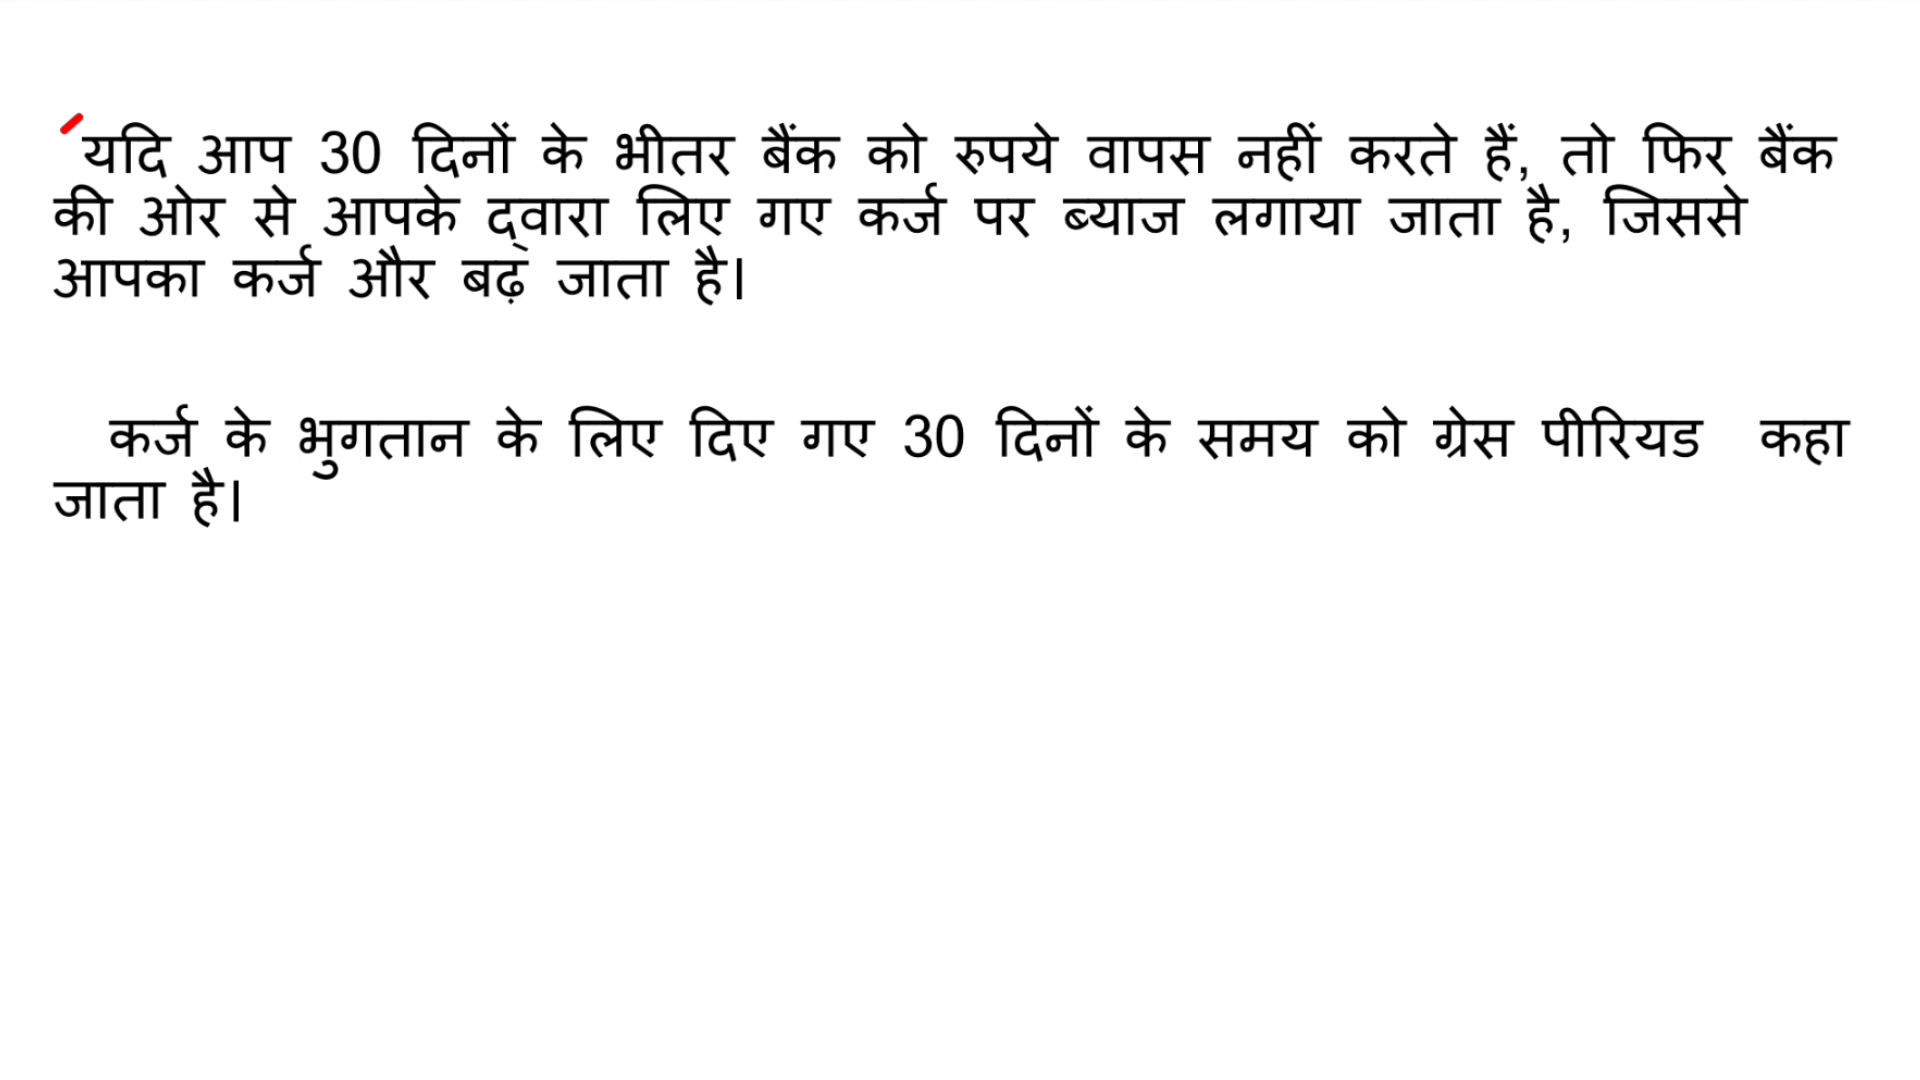 यदि आप 30 दिनों के भीतर बैंक को रुपये वापस नहीं करते हैं, तो फिर बैंक
की ओर से आपके द्वारा लिए गए कर्ज पर ब्याज लगाया जाता है, जिससे
आपका कर्ज और बढ़ जाता है।
कर्ज के भुगतान के लिए दिए गए 30 दिनों के समय को ग्रेस पीरियड कहा
जाता है।